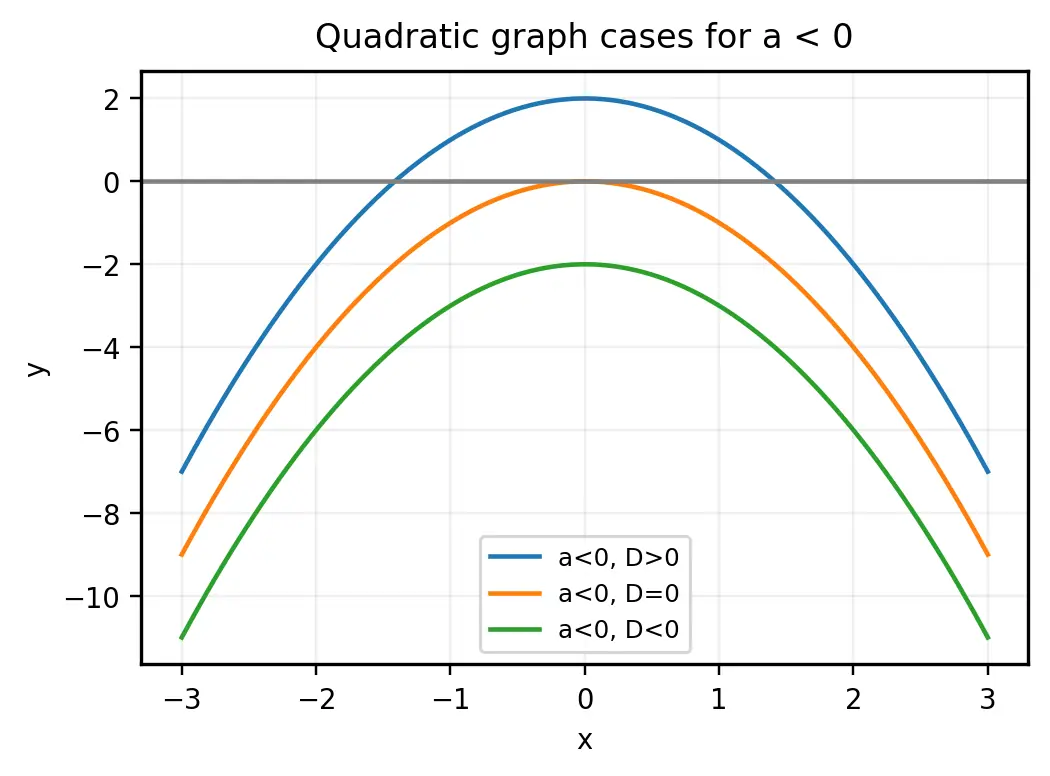 Quadratic graph cases for a < 0
2
0
−2
−4
−6
−8
−10
y
a<0, D>0
a<0, D=0
a<0, D<0
−3 −2 −1 0 1 2 3
x